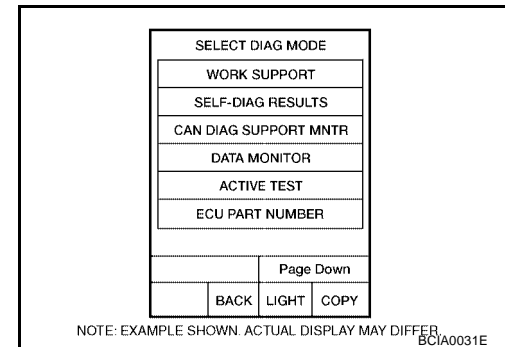 SELECT DIAG MODE
WORK SUPPORT
SELF-DIAG RESULTS
CAN DIAG SUPPORT MNTR
DATA MONITOR
ACTIVE TEST
ECU PART NUMBER
Page Down
BACK LIGHT COPY
NOTE: EXAMPLE SHOWN. ACTUAL DISPLAY MAY DIFFER.
BCIA0031E